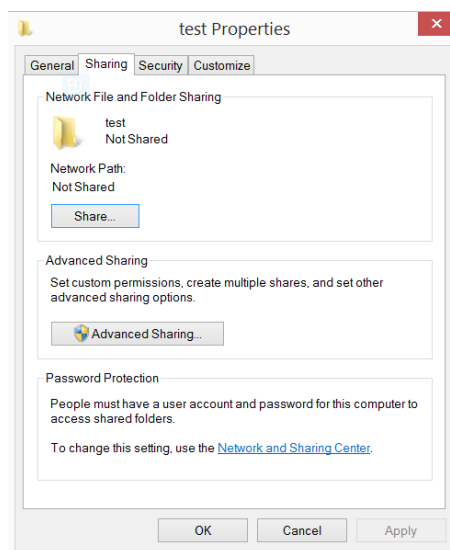 test Properties
General Sharing Security Customize
Network File and Folder Sharing
test
Not Shared
Network Path:
Not Shared
Share...
Advanced Sharing
Set custom permissions, create multiple shares, and set other
advanced sharing options.
Advanced Sharing...
Password Protection
People must have a user account and password for this computer to
access shared folders.
To change this setting, use the Network and Sharing Center.
OK Cancel Apply